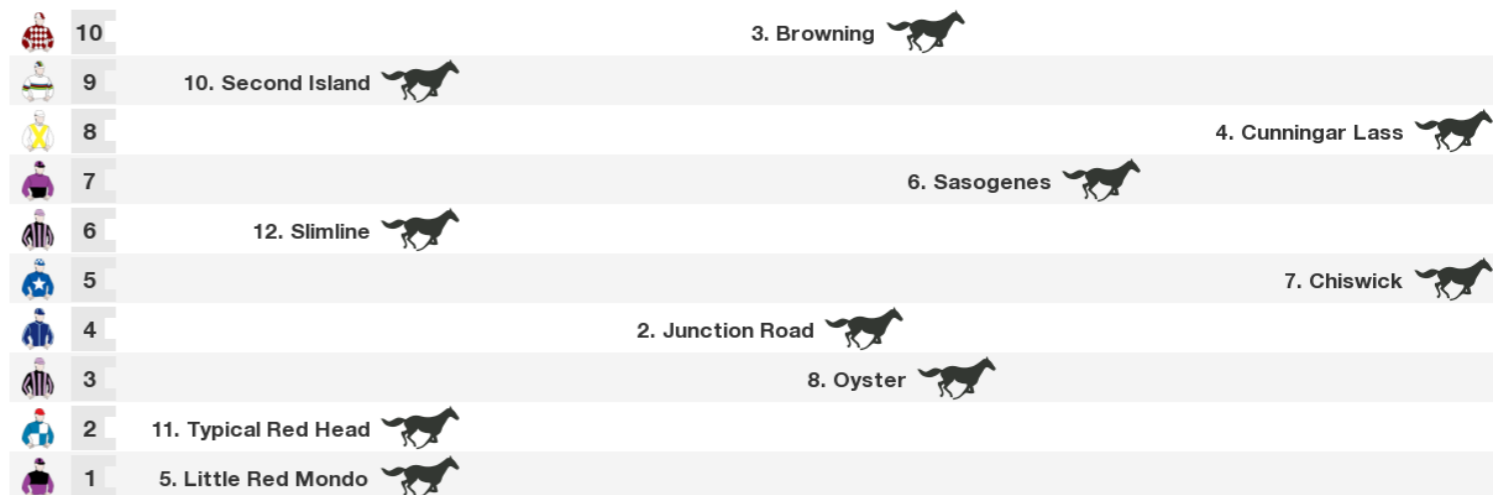 10 3. Browning
9 10. Second Island
8 4. Cunningar Lass
7 6. Sasogenes
6 12. Slimline
5 7. Chiswick
4 2. Junction Road
3 8. Oyster
2 11. Typical Red Head
1 5. Little Red Mondo